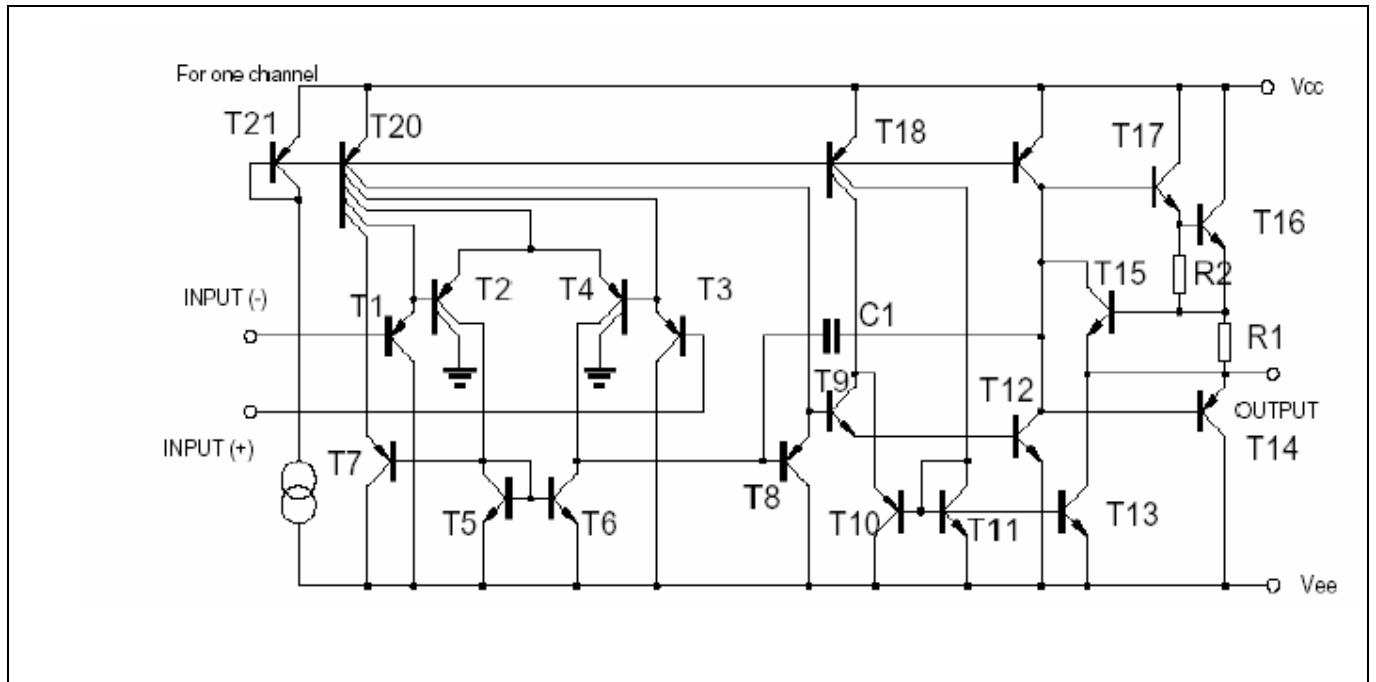 For one channel
Vcc
T21
T20
T18
T17
T16
T15
R2
T2
T4
T3
INPUT (-)
T1
C1
R1
T9
T12
OUTPUT
INPUT (+)
T7
T14
T8
T5
T6
T10
T11
T13
Vee